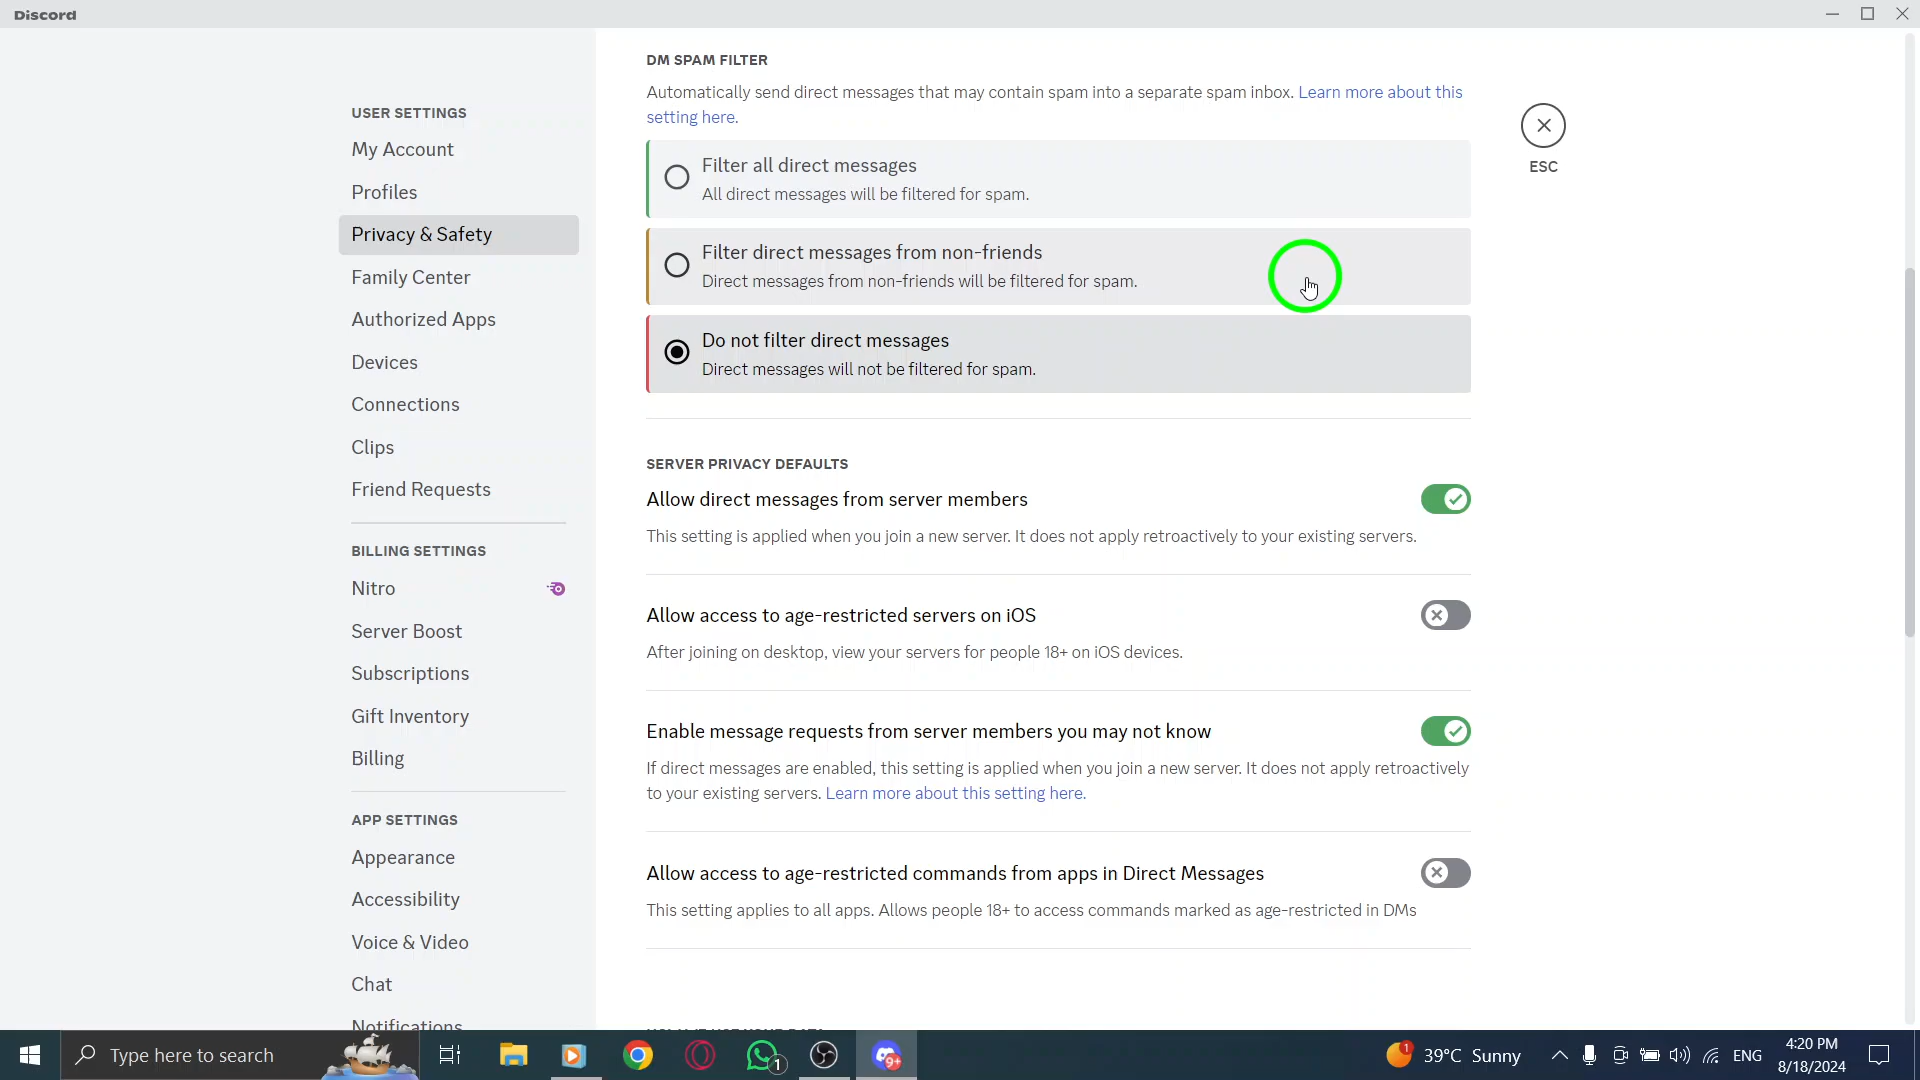 Discord
USER SETTINGS
My Account
Profiles
Privacy & Safety
Family Center
Authorized Apps
Devices
Connections
Clips
Friend Requests
BILLING SETTINGS
Nitro
Server Boost
Subscriptions
Gift Inventory
Billing
APP SETTINGS
Appearance
Accessibility
Voice & Video
Chat
Notifications
DM SPAM FILTER
Automatically send direct messages that may contain spam into a separate spam inbox. Learn more about this
setting here.
Filter all direct messages
All direct messages will be filtered for spam.
Filter direct messages from non-friends
Direct messages from non-friends will be filtered for spam.
Do not filter direct messages
Direct messages will not be filtered for spam.
SERVER PRIVACY DEFAULTS
Allow direct messages from server members
This setting is applied when you join a new server. It does not apply retroactively to your existing servers.
Allow access to age-restricted servers on iOS
After joining on desktop, view your servers for people 18+ on iOS devices.
Enable message requests from server members you may not know
If direct messages are enabled, this setting is applied when you join a new server. It does not apply retroactively
to your existing servers. Learn more about this setting here.
Allow access to age-restricted commands from apps in Direct Messages
This setting applies to all apps. Allows people 18+ to access commands marked as age-restricted in DMs
ESC
Type here to search
1
9+
1
39°C Sunny
ENG
4:20 PM
8/18/2024